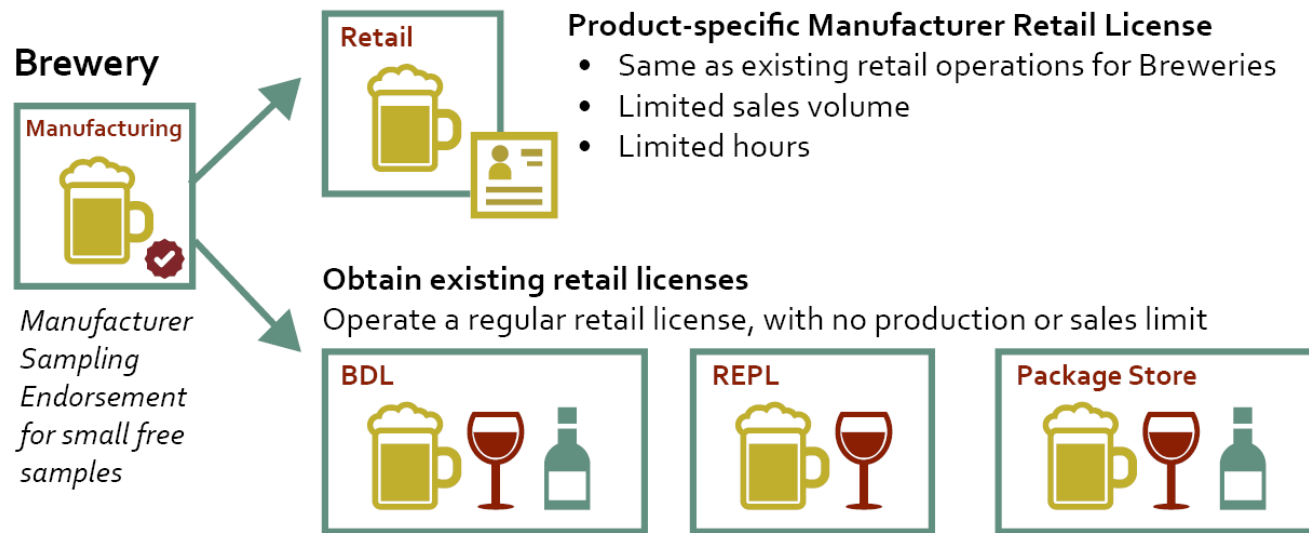 Brewery
Manufacturing
Manufacturer
Sampling
Endorsement
for small free
samples
Retail
Product-specific Manufacturer Retail License
• Same as existing retail operations for Breweries
• Limited sales volume
• Limited hours
Obtain existing retail licenses
Operate a regular retail license, with no production or sales limit
BDL
REPL
Package Store